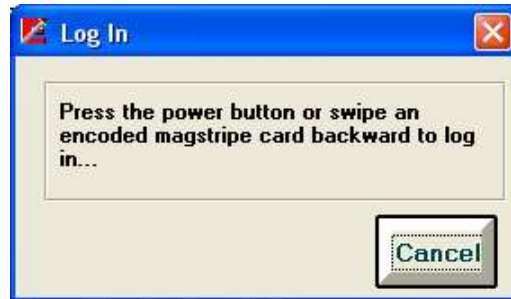 Log In
Press the power button or swipe an
encoded magstripe card backward to log
in...
Cancel